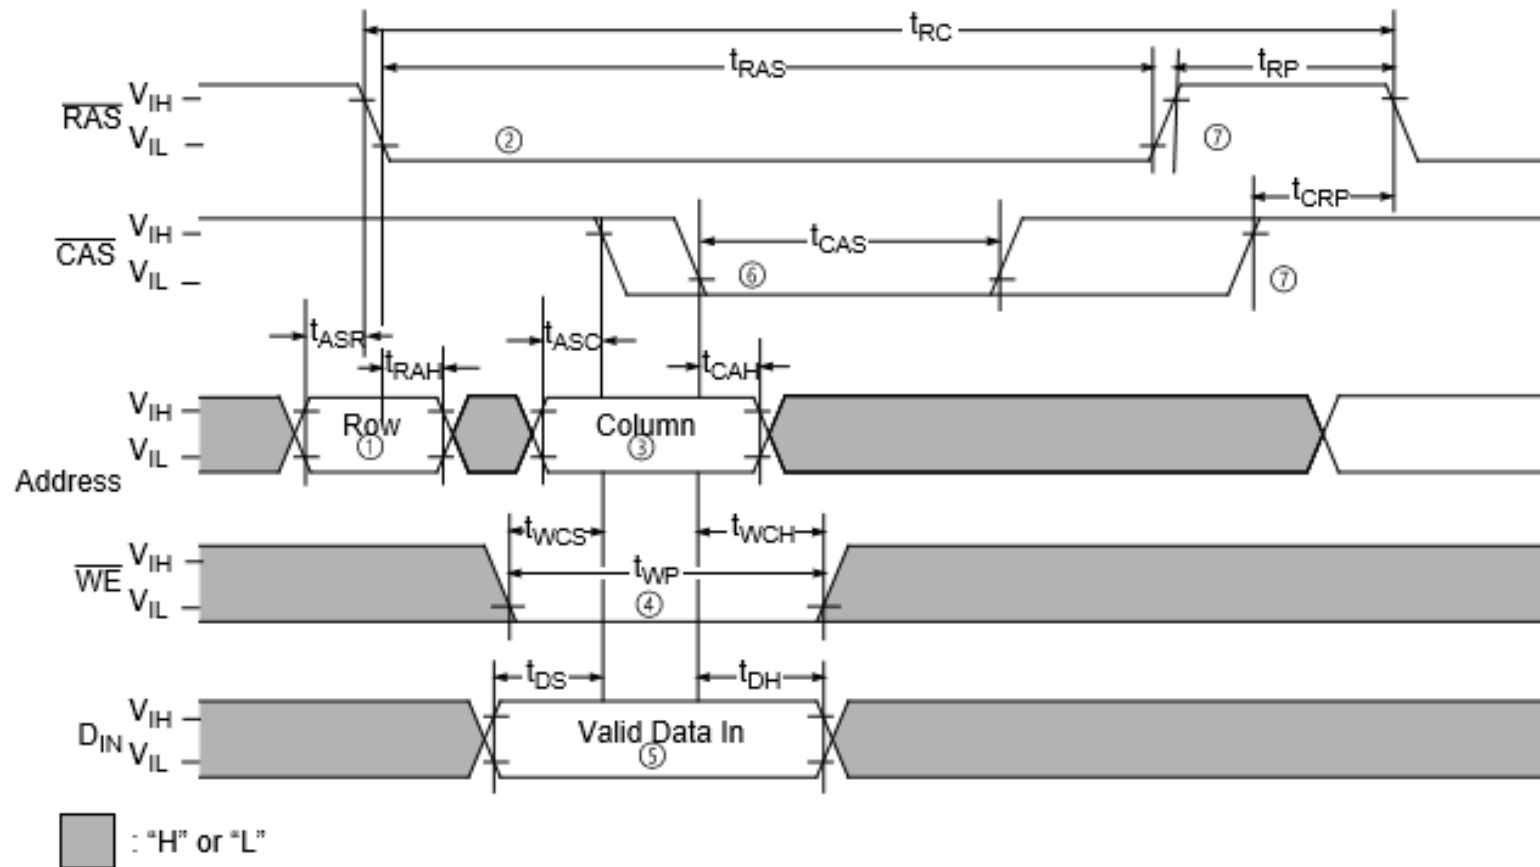 tRC
tRAS
tRP
RAS
VIH
VIL
②
⑦
tCRP
CAS
VIH
VIL
tCAS
⑥
⑦
tASR
tASC
tRAH
tCAH
Address
VIH
VIL
Row
①
Column
③
tWCS
tWCH
WE
VIH
VIL
tWP
④
tDS
tDH
DIN
VIH
VIL
Valid Data In
⑤
: “H” or “L”